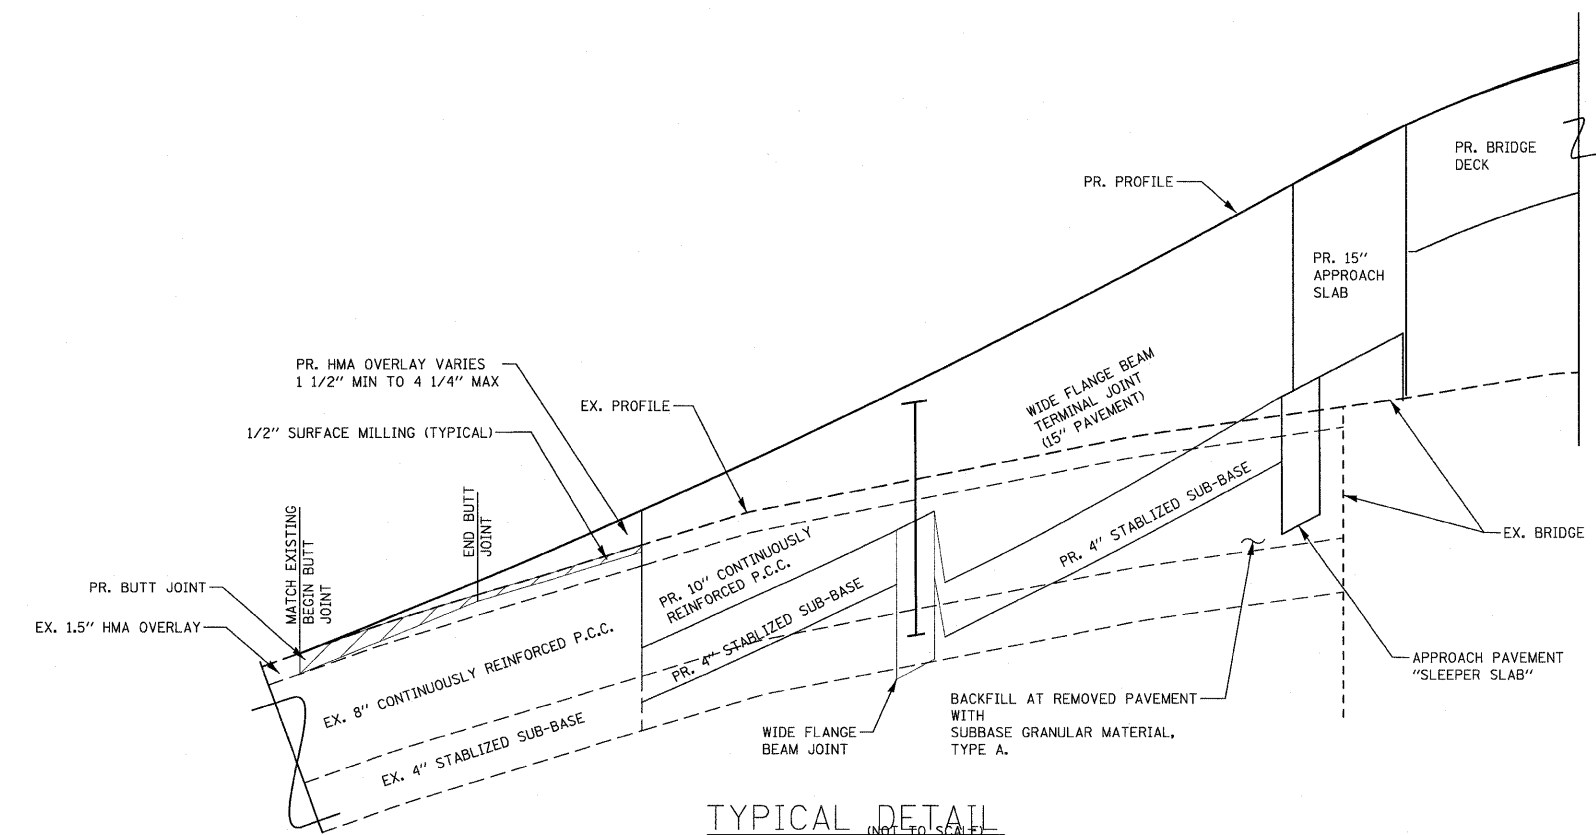 PR. BRIDGE
DECK
PR. PROFILE
PR. 15"
APPROACH
SLAB
PR. HMA OVERLAY VARIES
1 1/2" MIN TO 4 1/4" MAX
EX. PROFILE
1/2" SURFACE MILLING (TYPICAL)
WIDE FLANGE BEAM
TERMINAL JOINT
(15" PAVEMENT)
END BUTT
JOINT
MATCH EXISTING
BEGIN BUTT
JOINT
PR. BUTT JOINT
EX. 1.5" HMA OVERLAY
PR. 10" CONTINUOUSLY
REINFORCED P.C.C.
PR. 4" STABLIZED SUB-BASE
PR. 4" STABLIZED SUB-BASE
EX. 8" CONTINUOUSLY REINFORCED P.C.C.
EX. 4" STABLIZED SUB-BASE
EX. BRIDGE
APPROACH PAVEMENT
"SLEEPER SLAB"
BACKFILL AT REMOVED PAVEMENT
WITH
SUBBASE GRANULAR MATERIAL,
TYPE A.
WIDE FLANGE
BEAM JOINT
TYPICAL DETAIL
(NOT TO SCALE)